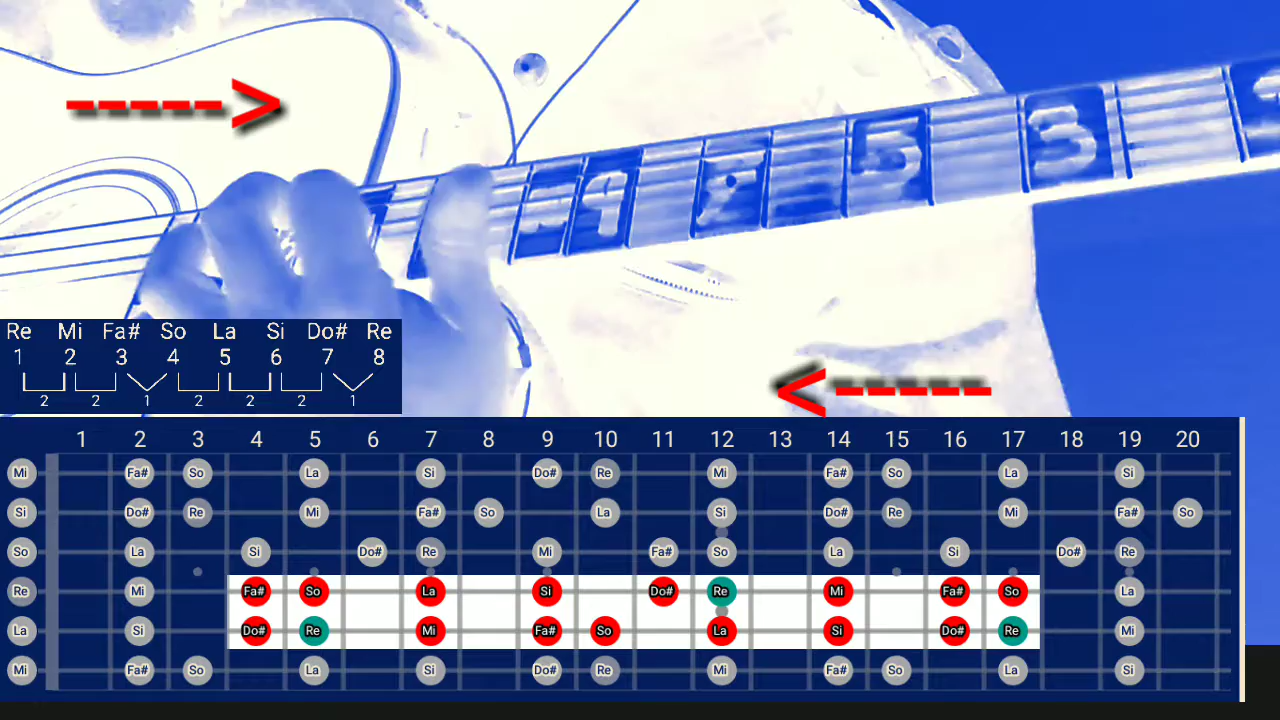 9 7 5 3
Re Mi Fa# So La Si Do# Re
1 2 3 4 5 6 7 8
2 2 1 2 2 2 1
1 2 3 4 5 6 7 8 9 10 11 12 13 14 15 16 17 18 19 20
Mi Fa# So La Si Do# Re Mi Fa# So La Si
Si Do# Re Mi Fa# So La Si Do# Re Mi Fa# So
So La Si Do# Re Mi Fa# So La Si Do# Re
Re Mi Fa# So La Si Do# Re Mi Fa# So La
La Si Do# Re Mi Fa# So La Si Do# Re Mi
Mi Fa# So La Si Do# Re Mi Fa# So La Si